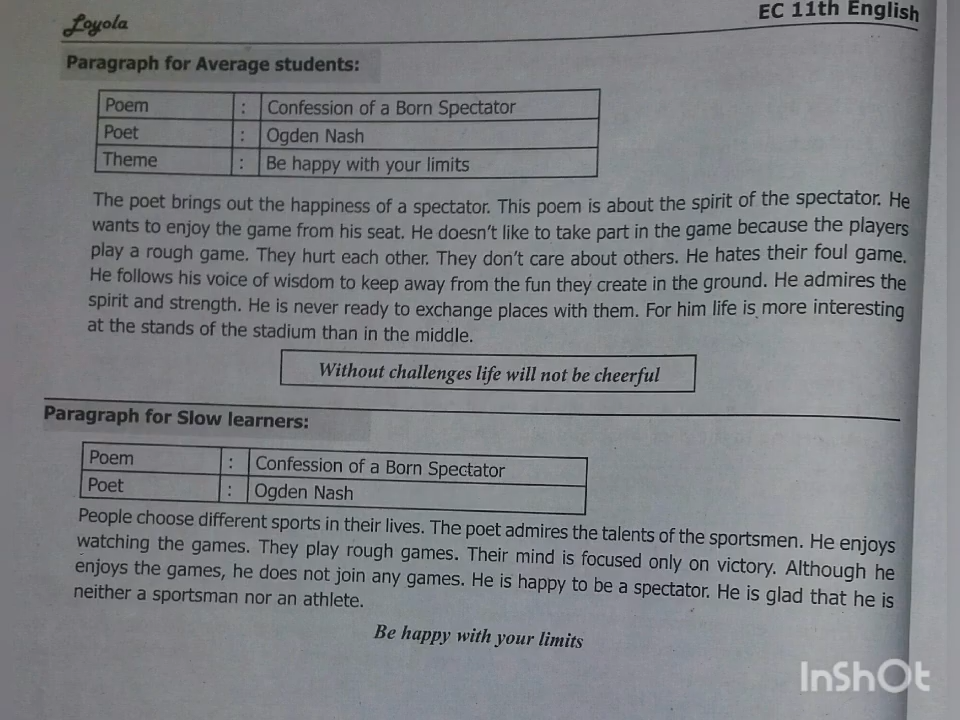 Loyola
EC 11th English
Paragraph for Average students:
Poem : Confession of a Born Spectator
Poet : Ogden Nash
Theme : Be happy with your limits
The poet brings out the happiness of a spectator. This poem is about the spirit of the spectator. He
wants to enjoy the game from his seat. He doesn't like to take part in the game because the players
play a rough game. They hurt each other. They don't care about others. He hates their foul game.
He follows his voice of wisdom to keep away from the fun they create in the ground. He admires the
spirit and strength. He is never ready to exchange places with them. For him life is more interesting
at the stands of the stadium than in the middle.
Without challenges life will not be cheerful
Paragraph for Slow learners:
Poem : Confession of a Born Spectator
Poet : Ogden Nash
People choose different sports in their lives. The poet admires the talents of the sportsmen. He enjoys
watching the games. They play rough games. Their mind is focused only on victory. Although he
enjoys the games, he does not join any games. He is happy to be a spectator. He is glad that he is
neither a sportsman nor an athlete.
Be happy with your limits
InShOt